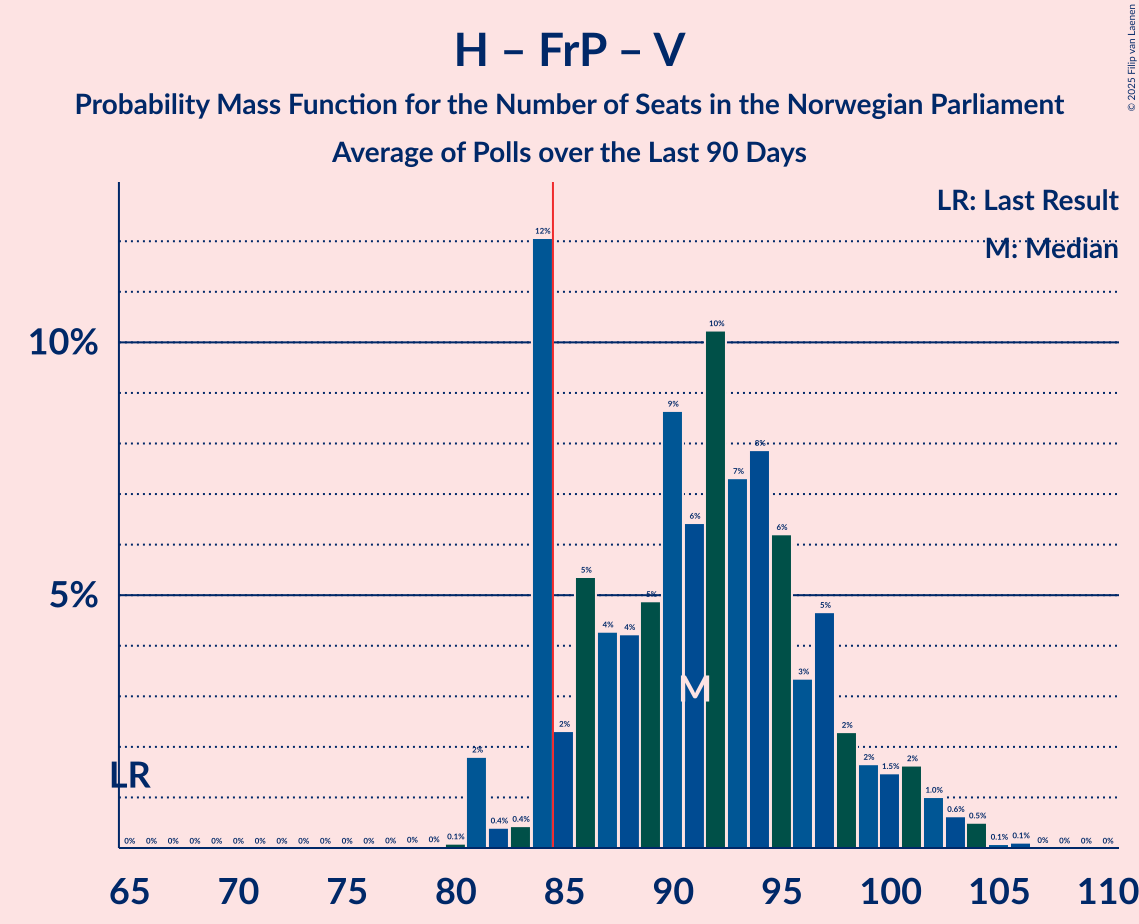 H – FrP – V
Probability Mass Function for the Number of Seats in the Norwegian Parliament
Average of Polls over the Last 90 Days
© 2025 Filip van Laenen
LR: Last Result
M: Median
10%
5%
LR
M
0% 0% 0% 0% 0% 0% 0% 0% 0% 0% 0% 0% 0% 0% 0% 0.1% 2% 0.4% 0.4% 12% 2% 5% 4% 4% 5% 9% 6% 10% 7% 8% 6% 3% 5% 2% 2% 1.5% 2% 1.0% 0.6% 0.5% 0.1% 0.1% 0% 0% 0% 0%
65 70 75 80 85 90 95 100 105 110